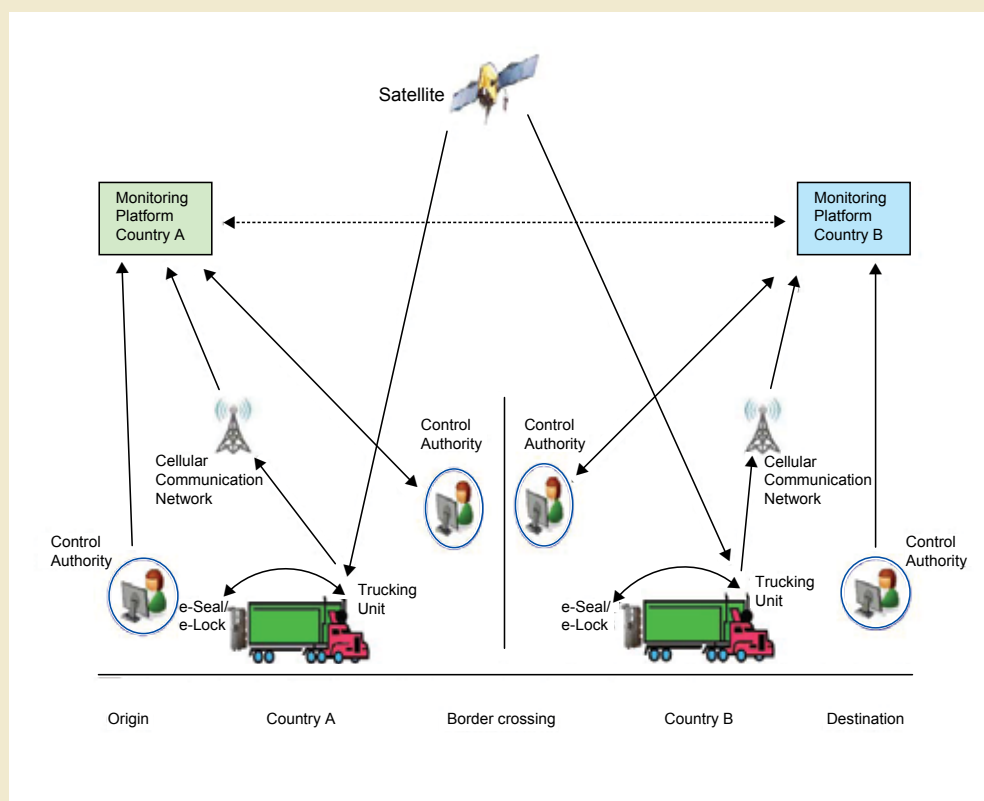 Satellite
Monitoring
Platform
Country A
Monitoring
Platform
Country B
Control
Authority
Control
Authority
Cellular
Communication
Network
Cellular
Communication
Network
Control
Authority
Control
Authority
e-Seal/
e-Lock
Trucking
Unit
e-Seal/
e-Lock
Trucking
Unit
Origin
Country A
Border crossing
Country B
Destination